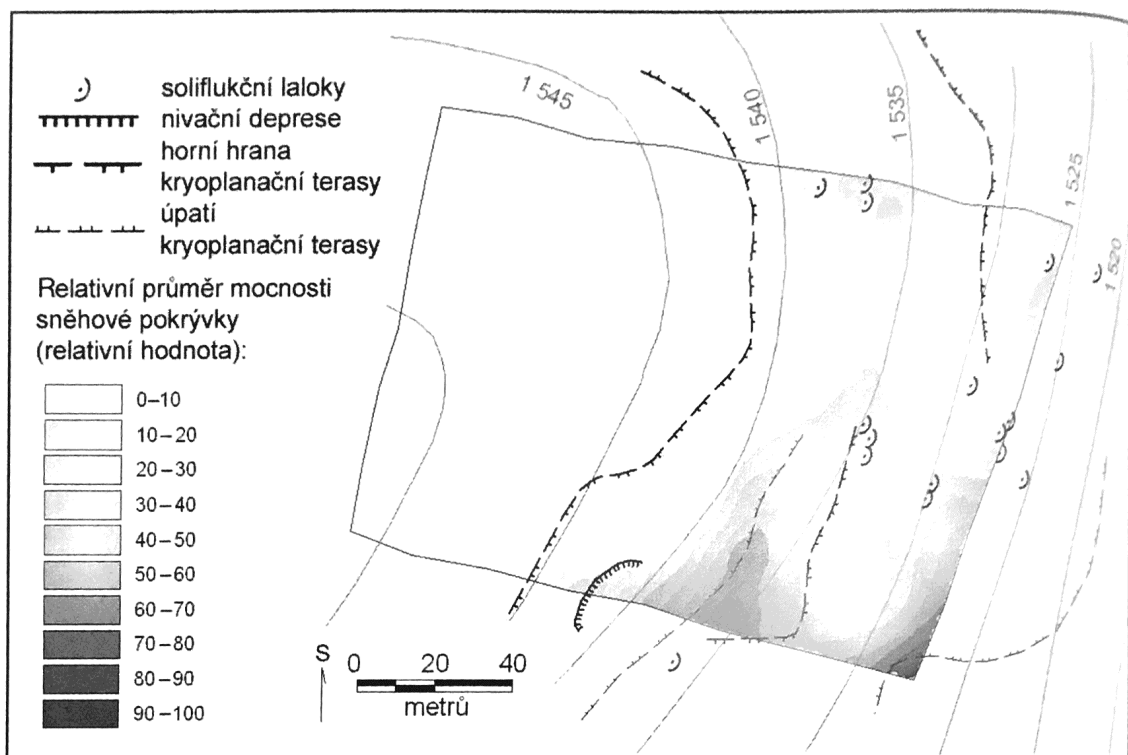 soliflukční laloky
nivační deprese
horní hrana
kryoplanační terasy
úpatí
kryoplanační terasy
Relativní průměr mocnosti
sněhové pokrývky
(relativní hodnota):
0–10
10–20
20–30
30–40
40–50
50–60
60–70
70–80
80–90
90–100
1 545
1 540
1 535
1 525
1 520
S
0 20 40
metrů